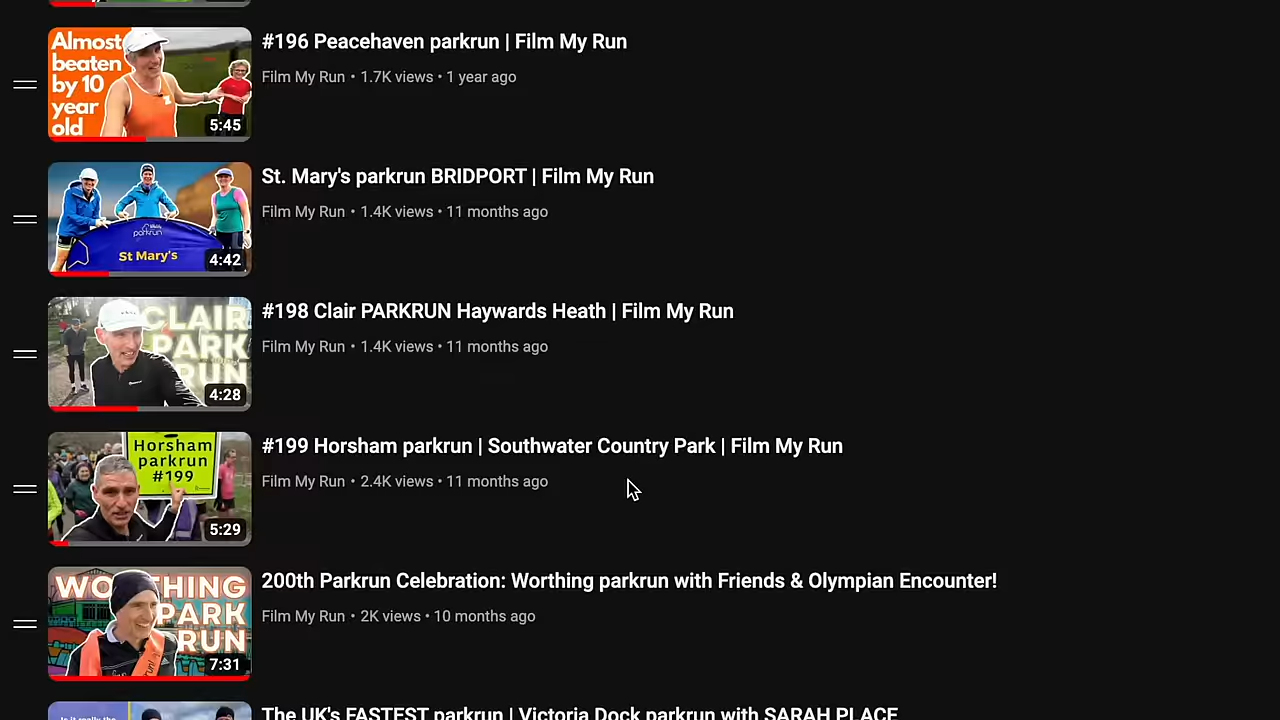 Almost
beaten
by 10
year
old
5:45
#196 Peacehaven parkrun | Film My Run
Film My Run • 1.7K views • 1 year ago
parkrun
St Mary's
4:42
St. Mary's parkrun BRIDPORT | Film My Run
Film My Run • 1.4K views • 11 months ago
CLAIR
PARK
RUN
4:28
#198 Clair PARKRUN Haywards Heath | Film My Run
Film My Run • 1.4K views • 11 months ago
Horsham
parkrun
#199
5:29
#199 Horsham parkrun | Southwater Country Park | Film My Run
Film My Run • 2.4K views • 11 months ago
WORTHING
PARK
RUN
7:31
200th Parkrun Celebration: Worthing parkrun with Friends & Olympian Encounter!
Film My Run • 2K views • 10 months ago
Is it really the
The UK's FASTEST parkrun | Victoria Dock parkrun with SARAH PLACE